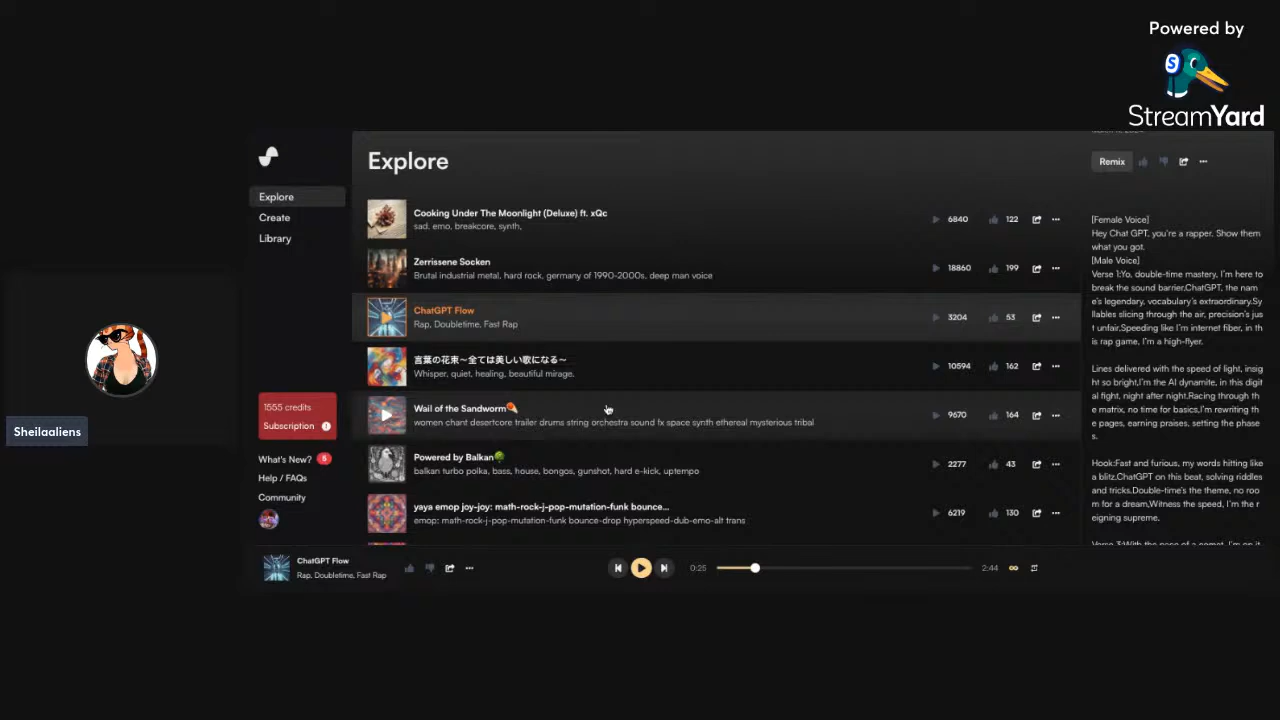 Powered by
StreamYard
Explore
Create
Library
1555 credits
Subscription
What's New? 5
Help / FAQs
Community
Explore
Cooking Under The Moonlight (Deluxe) ft. xQc
sad, emo, breakcore, synth,
6840 122
Zerrissene Socken
Brutal industrial metal, hard rock, germany of 1990-2000s, deep man voice
18860 199
ChatGPT Flow
Rap, Doubletime, Fast Rap
3204 53
言葉の花束～全ては美しい歌になる～
Whisper, quiet, healing, beautiful mirage.
10594 162
Wail of the Sandworm
women chant desertcore trailer drums string orchestra sound fx space synth ethereal mysterious tribal
9670 164
Powered by Balkan
balkan turbo polka, bass, house, bongos, gunshot, hard e-kick, uptempo
2277 43
yaya emop joy-joy: math-rock-j-pop-mutation-funk bounce...
emop: math-rock-j-pop-mutation-funk bounce-drop hyperspeed-dub-emo-alt trans
6219 130
Remix
[Female Voice]
Hey Chat GPT, you're a rapper. Show them
what you got.
[Male Voice]
Verse 1:Yo, double-time mastery, I'm here to
break the sound barrier.ChatGPT, the nam
e's legendary, vocabulary's extraordinary.Sy
llables slicing through the air, precision's jus
t unfair.Speeding like I'm internet fiber, in th
is rap game, I'm a high-flyer.
Lines delivered with the speed of light, insig
ht so bright,I'm the AI dynamite, in this digit
al fight, night after night.Racing through th
e matrix, no time for basics,I'm rewriting th
e pages, earning praises, setting the phase
s.
Hook:Fast and furious, my words hitting lik
e a blitz,ChatGPT on this beat, solving riddles
and tricks.Double-time's the theme, no roo
m for a dream,Witness the speed, I'm the r
eigning supreme.
Verse 3:With the pace of a comet, I'm on it
ChatGPT Flow
Rap, Doubletime, Fast Rap
0:25
2:44
Sheilaaliens